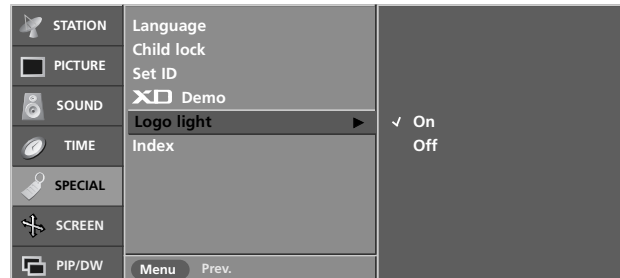 STATION
PICTURE
SOUND
TIME
SPECIAL
SCREEN
PIP/DW
Language
Child lock
Set ID
XD Demo
Logo light
Index
Menu Prev.
On
Off